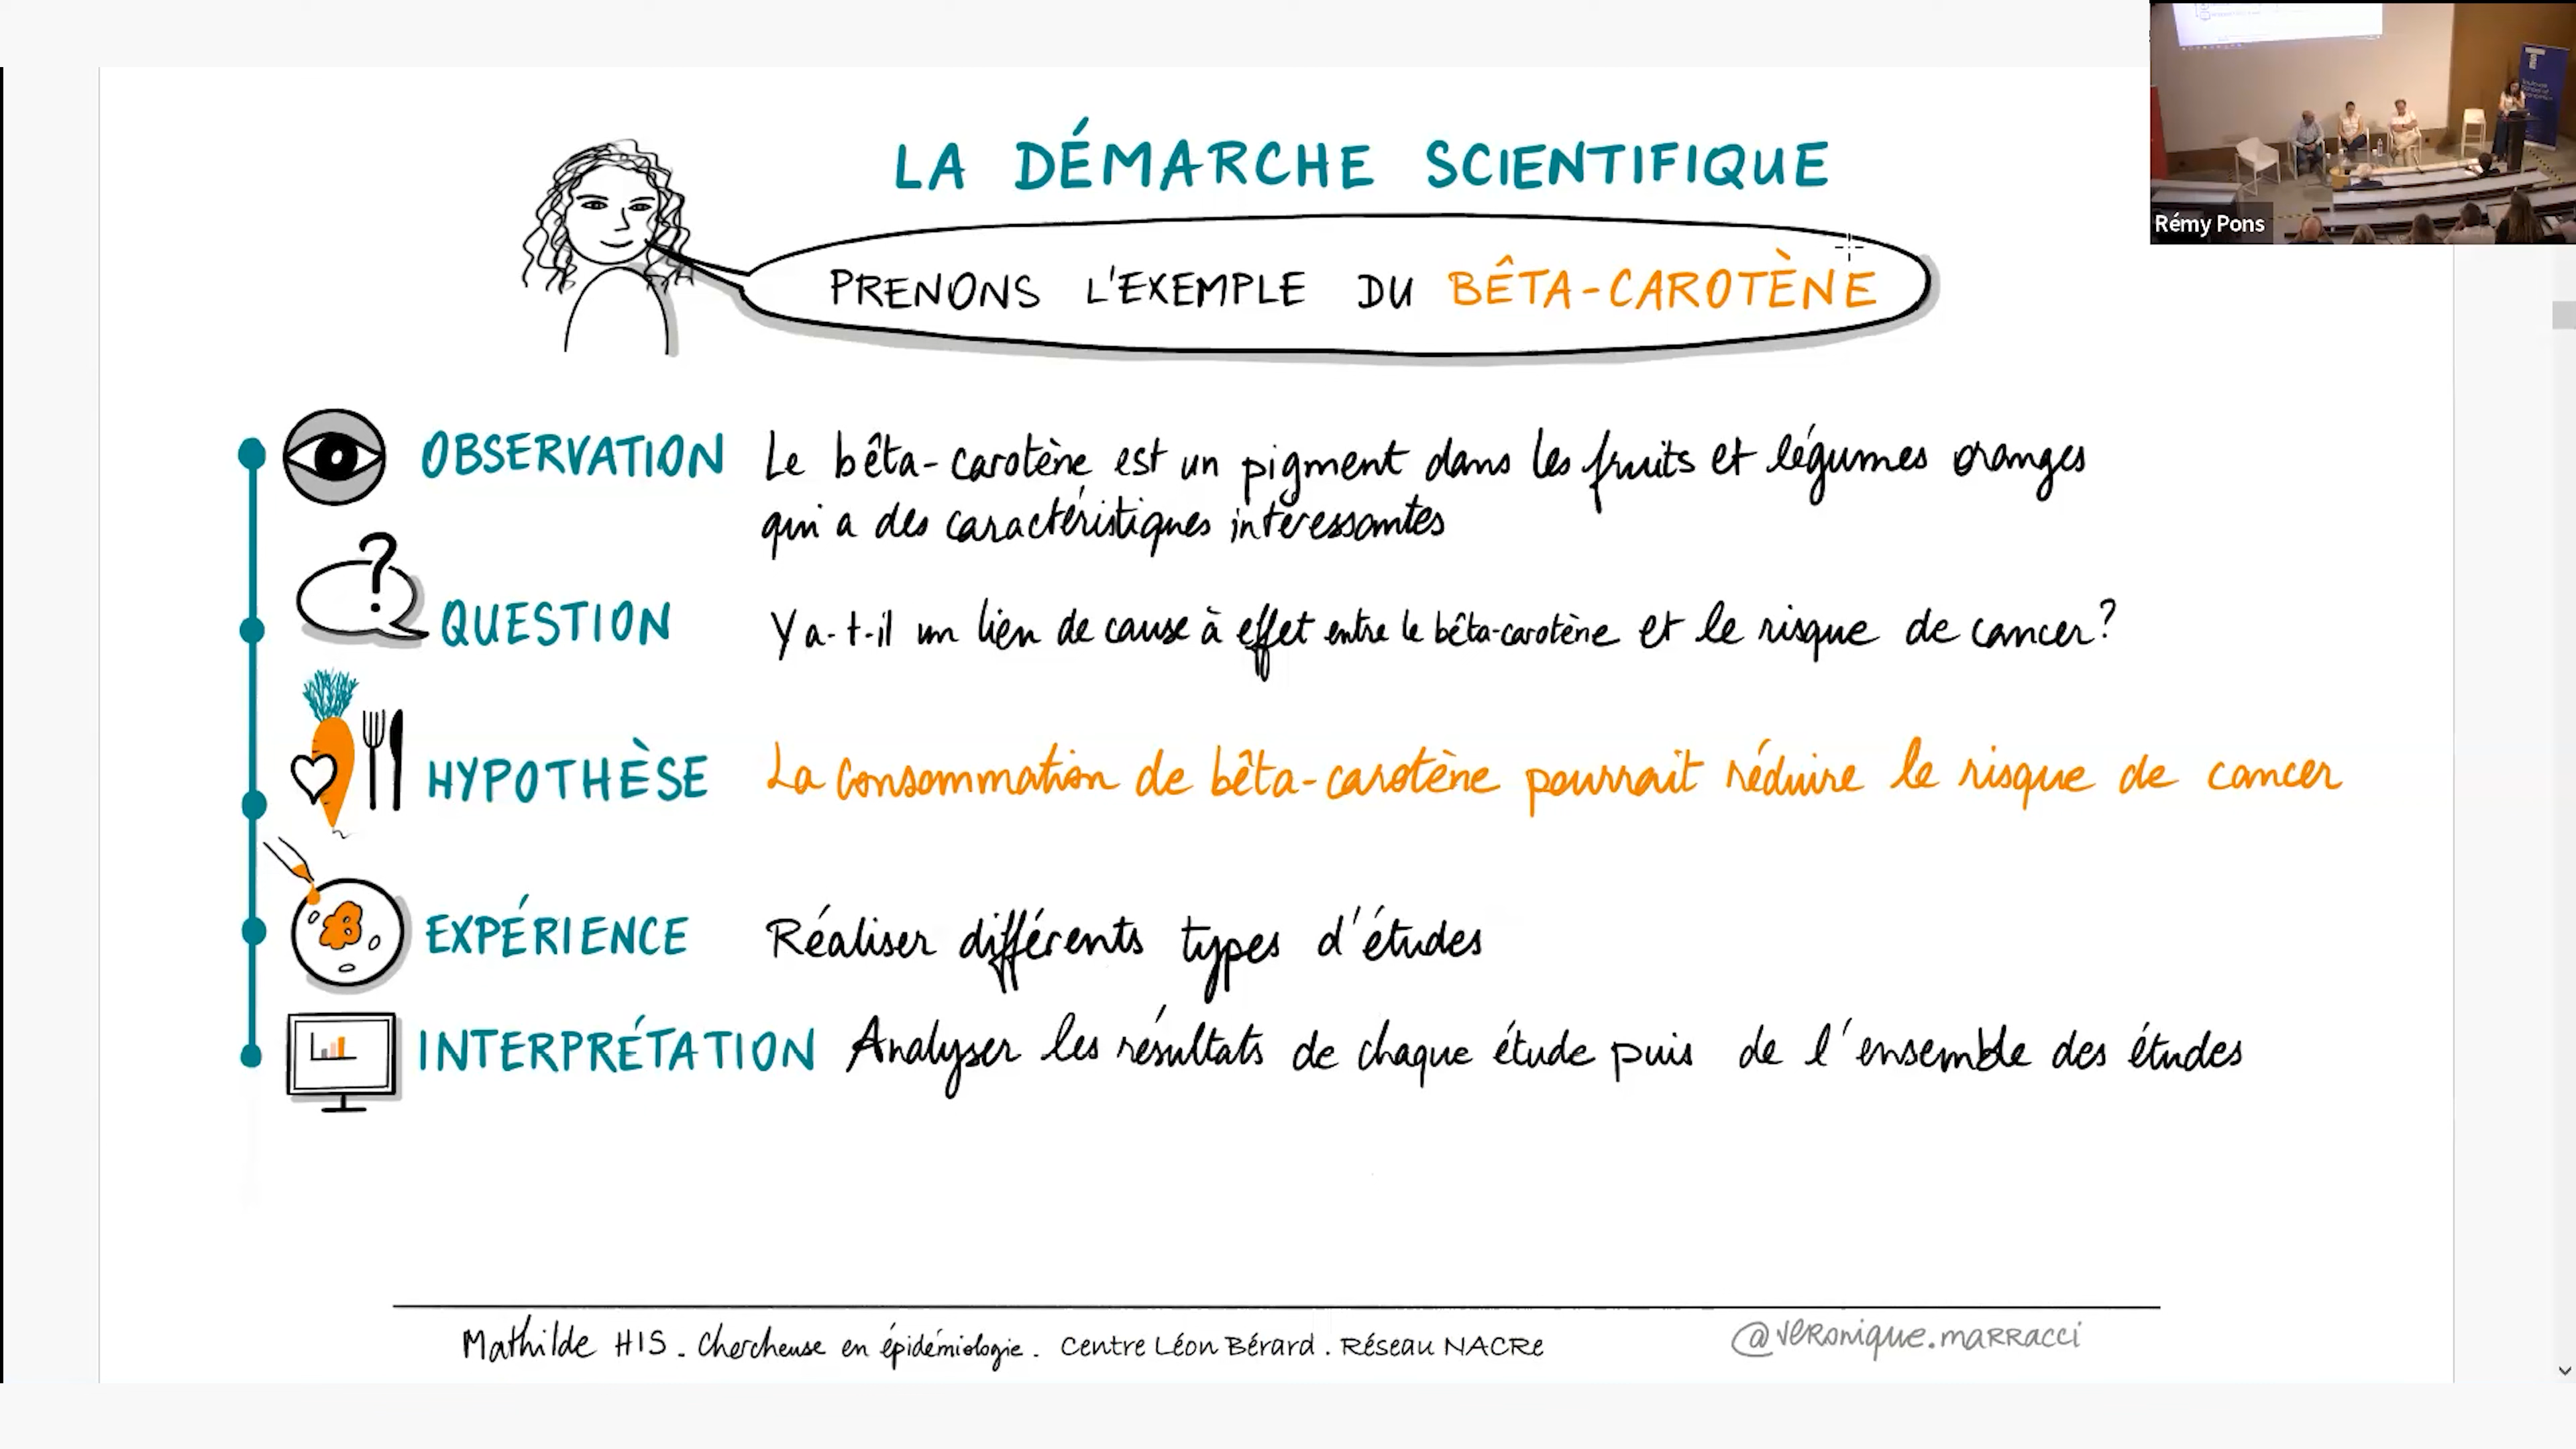 LA DÉMARCHE SCIENTIFIQUE
PRENONS L'EXEMPLE DU BÊTA-CAROTÈNE
Rémy Pons
OBSERVATION Le bêta-carotène est un pigment dans les fruits et légumes oranges
qui a des caractéristiques intéressantes
?
QUESTION Y a-t-il un lien de cause à effet entre le bêta-carotène et le risque de cancer?
HYPOTHÈSE La consommation de bêta-carotène pourrait réduire le risque de cancer
EXPÉRIENCE Réaliser différents types d'études
INTERPRÉTATION Analyser les résultats de chaque étude puis de l'ensemble des études
Mathilde HIS. Chercheuse en épidémiologie. Centre Léon Bérard. Réseau NACRe
@veronique.marracci